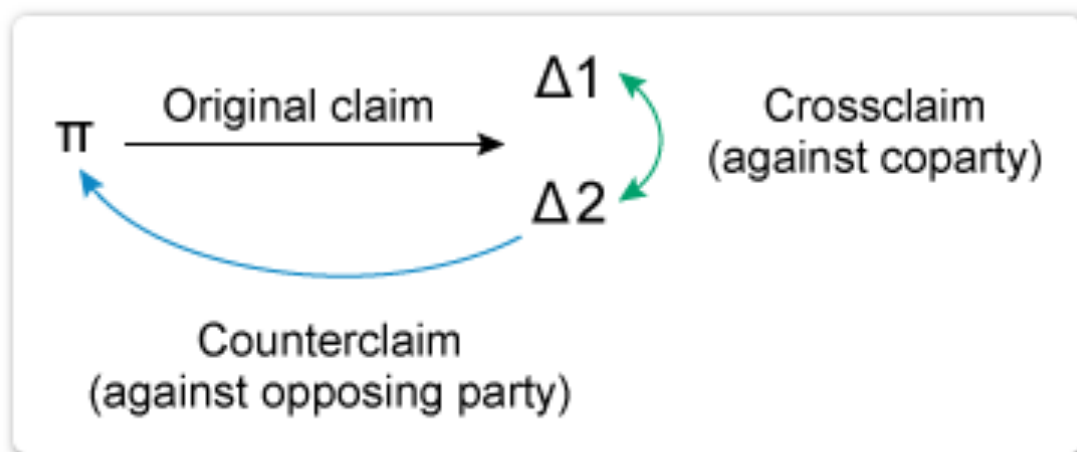 Original claim
π
Δ1
Δ2
Crossclaim
(against coparty)
Counterclaim
(against opposing party)